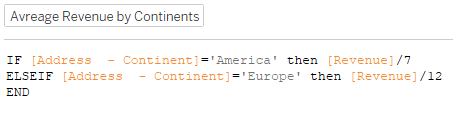 Avreage Revenue by Continents
IF [Address  - Continent]='America' then [Revenue]/7
ELSEIF [Address  - Continent]='Europe' then [Revenue]/12
END